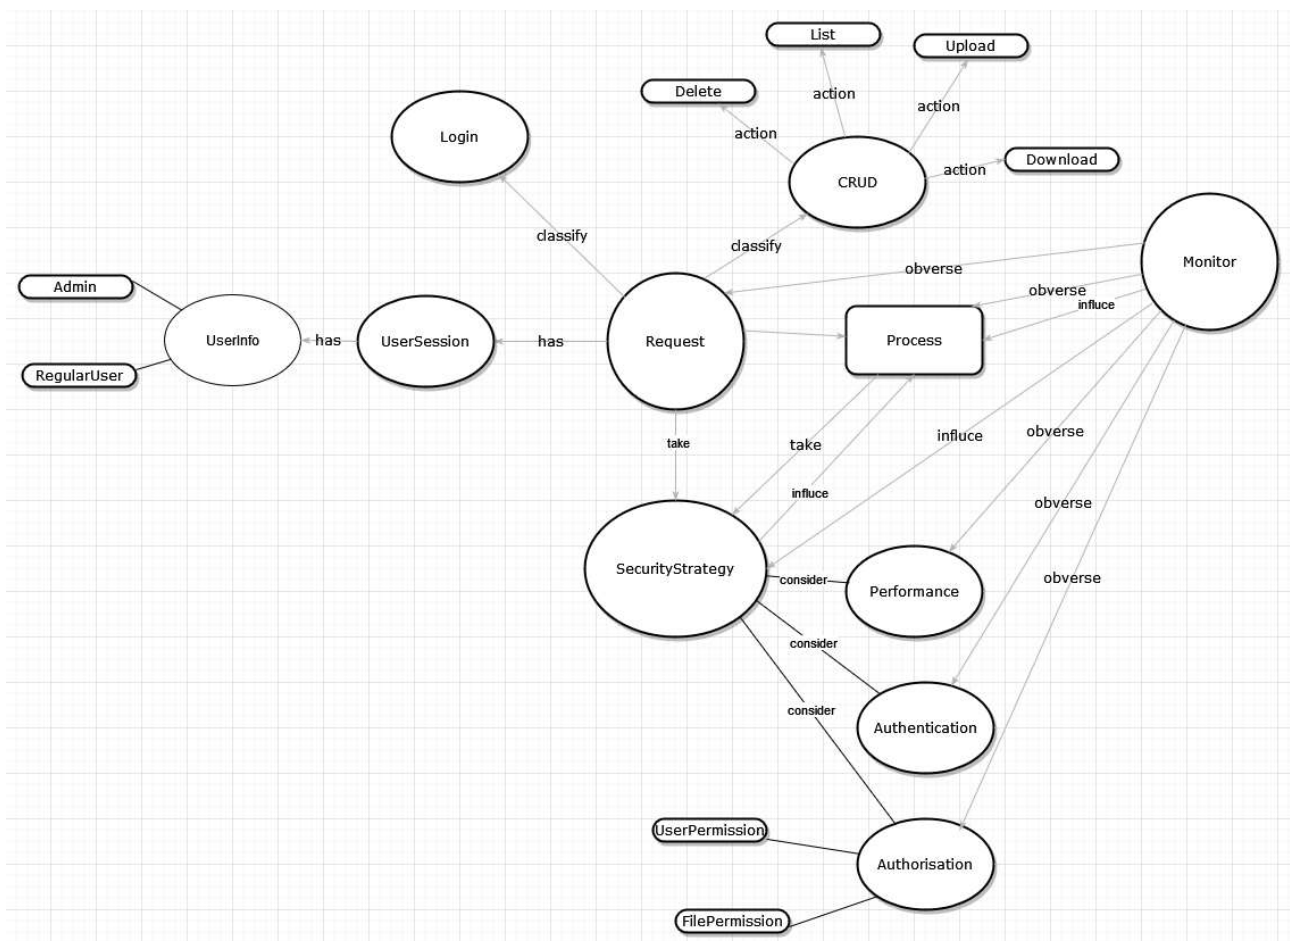 List
Upload
Delete
action
action
action
Login
Download
action
CRUD
classify
classify
Monitor
obverse
Admin
obverse
influce
UserInfo
has
UserSession
has
Request
Process
RegularUser
take
take
influce
obverse
influce
obverse
SecurityStrategy
consider
Performance
obverse
consider
consider
Authentication
UserPermission
Authorisation
FilePermission